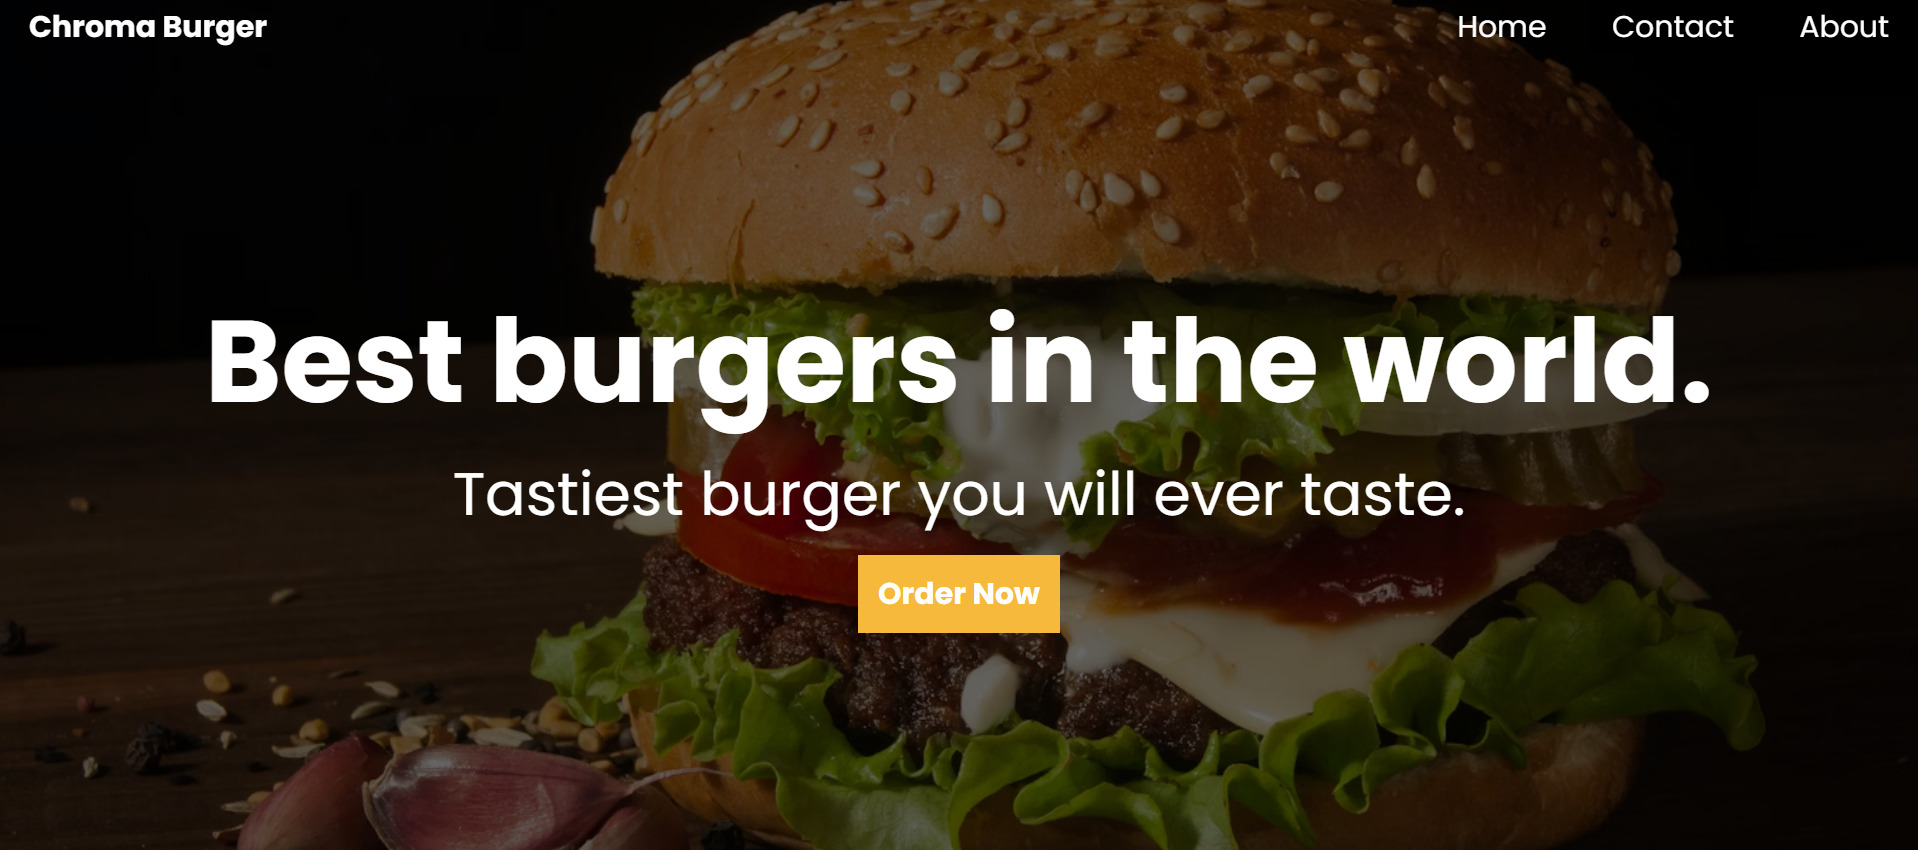 Chroma Burger
Home Contact About
Best burgers in the world.
Tastiest burger you will ever taste.
Order Now